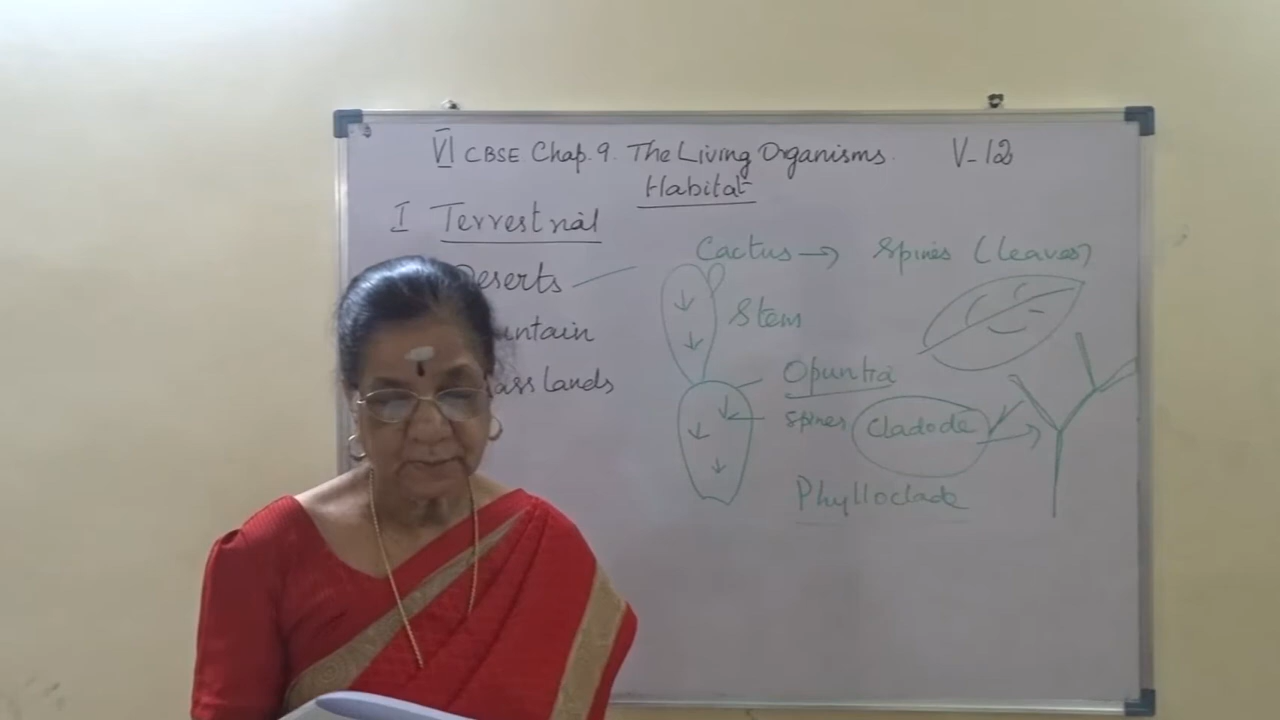 VI CBSE Chap. 9. The Living Organisms. V-12
Habitat
I Terrestrial
Deserts
untain
ass lands
Cactus → Spines (leaves)
Stem
Opuntia
Spines Cladode
Phylloclade